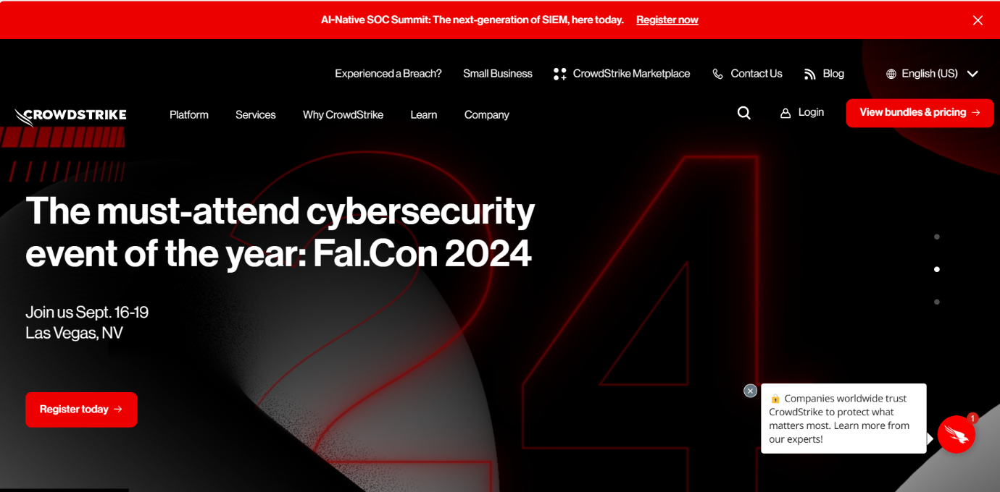 AI-Native SOC Summit: The next-generation of SIEM, here today. Register now
Experienced a Breach? Small Business CrowdStrike Marketplace Contact Us Blog English (US)
CROWDSTRIKE Platform Services Why CrowdStrike Learn Company Login View bundles & pricing →
24
The must-attend cybersecurity
event of the year: Fal.Con 2024
Join us Sept. 16-19
Las Vegas, NV
Register today →
🔒 Companies worldwide trust
CrowdStrike to protect what
matters most. Learn more from
our experts!
1